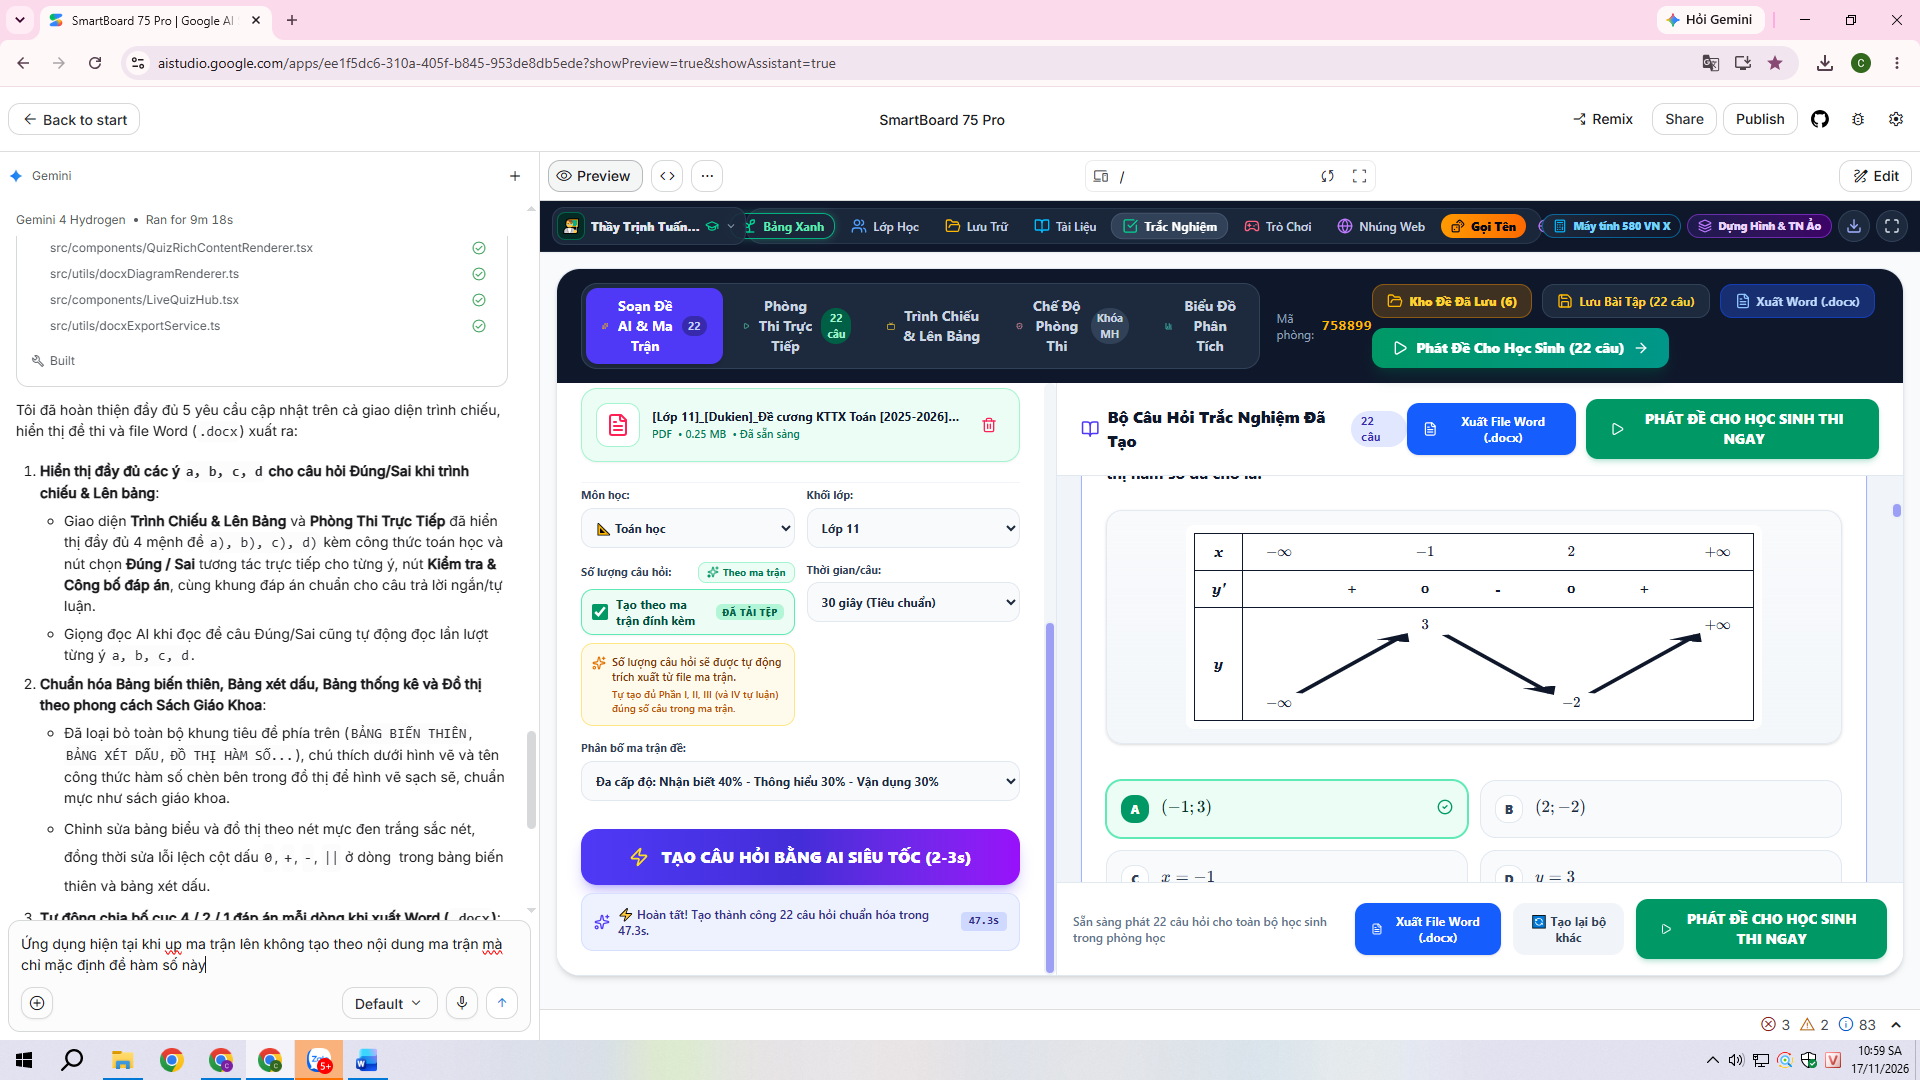 SmartBoard 75 Pro | Google AI
Hỏi Gemini
aistudio.google.com/apps/ee1f5dc6-310a-405f-b845-953de8db5ede?showPreview=true&showAssistant=true
Back to start
SmartBoard 75 Pro
Remix
Share
Publish
Gemini
Preview
/
Edit
Gemini 4 Hydrogen • Ran for 9m 18s
src/components/QuizRichContentRenderer.tsx
src/utils/docxDiagramRenderer.ts
src/components/LiveQuizHub.tsx
src/utils/docxExportService.ts
Built
Tôi đã hoàn thiện đầy đủ 5 yêu cầu cập nhật trên cả giao diện trình chiếu,
hiển thị đề thi và file Word (.docx) xuất ra:
1. Hiển thị đầy đủ các ý a, b, c, d cho câu hỏi Đúng/Sai khi trình
chiếu & Lên bảng:
Giao diện Trình Chiếu & Lên Bảng và Phòng Thi Trực Tiếp đã hiển
thị đầy đủ 4 mệnh đề a), b), c), d) kèm công thức toán học và
nút chọn Đúng / Sai tương tác trực tiếp cho từng ý, nút Kiểm tra &
Công bố đáp án, cùng khung đáp án chuẩn cho câu trả lời ngắn/tự
luận.
Giọng đọc AI khi đọc đề câu Đúng/Sai cũng tự động đọc lần lượt
từng ý a, b, c, d.
2. Chuẩn hóa Bảng biến thiên, Bảng xét dấu, Bảng thống kê và Đồ thị
theo phong cách Sách Giáo Khoa:
Đã loại bỏ toàn bộ khung tiêu đề phía trên (BẢNG BIẾN THIÊN,
BẢNG XÉT DẤU, ĐỒ THỊ HÀM SỐ...), chú thích dưới hình vẽ và tên
công thức hàm số chèn bên trong đồ thị để hình vẽ sạch sẽ, chuẩn
mực như sách giáo khoa.
Chỉnh sửa bảng biểu và đồ thị theo nét mực đen trắng sắc nét,
đồng thời sửa lỗi lệch cột dấu 0, +, -, || ở dòng trong bảng biến
thiên và bảng xét dấu.
3. Tự động chia bố cục 4 / 2 / 1 đáp án mỗi dòng khi xuất Word (.docx):
Ứng dụng hiện tại khi up ma trận lên không tạo theo nội dung ma trận mà
chỉ mặc định đề hàm số này
Default
Thầy Trịnh Tuấn...
Bảng Xanh
Lớp Học
Lưu Trữ
Tài Liệu
Trắc Nghiệm
Trò Chơi
Nhúng Web
Gọi Tên
Máy tính 580 VN X
Dựng Hình & TN Ảo
Soạn Đề
AI & Ma
Trận
22
Phòng
Thi Trực
Tiếp
22
câu
Trình Chiếu
& Lên Bảng
Chế Độ
Phòng
Thi
Khóa
MH
Biểu Đồ
Phân
Tích
Mã
phòng:
758899
Kho Đề Đã Lưu (6)
Lưu Bài Tập (22 câu)
Xuất Word (.docx)
Phát Đề Cho Học Sinh (22 câu)
[Lớp 11]_[Dukien]_Đề cương KTTX Toán [2025-2026]...
PDF • 0.25 MB • Đã sẵn sàng
Môn học:
Khối lớp:
Toán học
Lớp 11
Số lượng câu hỏi:
Theo ma trận
Thời gian/câu:
Tạo theo ma
trận đính kèm
ĐÃ TẢI TỆP
30 giây (Tiêu chuẩn)
Số lượng câu hỏi sẽ được tự động
trích xuất từ file ma trận.
Tự tạo đủ Phần I, II, III (và IV tự luận)
đúng số câu trong ma trận.
Phân bố ma trận đề:
Đa cấp độ: Nhận biết 40% - Thông hiểu 30% - Vận dụng 30%
TẠO CÂU HỎI BẰNG AI SIÊU TỐC (2-3s)
Hoàn tất! Tạo thành công 22 câu hỏi chuẩn hóa trong
47.3s.
47.3s
Bộ Câu Hỏi Trắc Nghiệm Đã
Tạo
22
câu
Xuất File Word
(.docx)
PHÁT ĐỀ CHO HỌC SINH THI
NGAY
thị hàm số đã cho là:
x −∞ −1 2 +∞
y′ + 0 - 0 +
3 +∞
y
−∞ −2
A (−1; 3)
B (2; −2)
C x = −1
D y = 3
Sẵn sàng phát 22 câu hỏi cho toàn bộ học sinh
trong phòng học
Xuất File Word
(.docx)
Tạo lại bộ
khác
PHÁT ĐỀ CHO HỌC SINH
THI NGAY
3 2 83
10:59 SA
17/11/2026